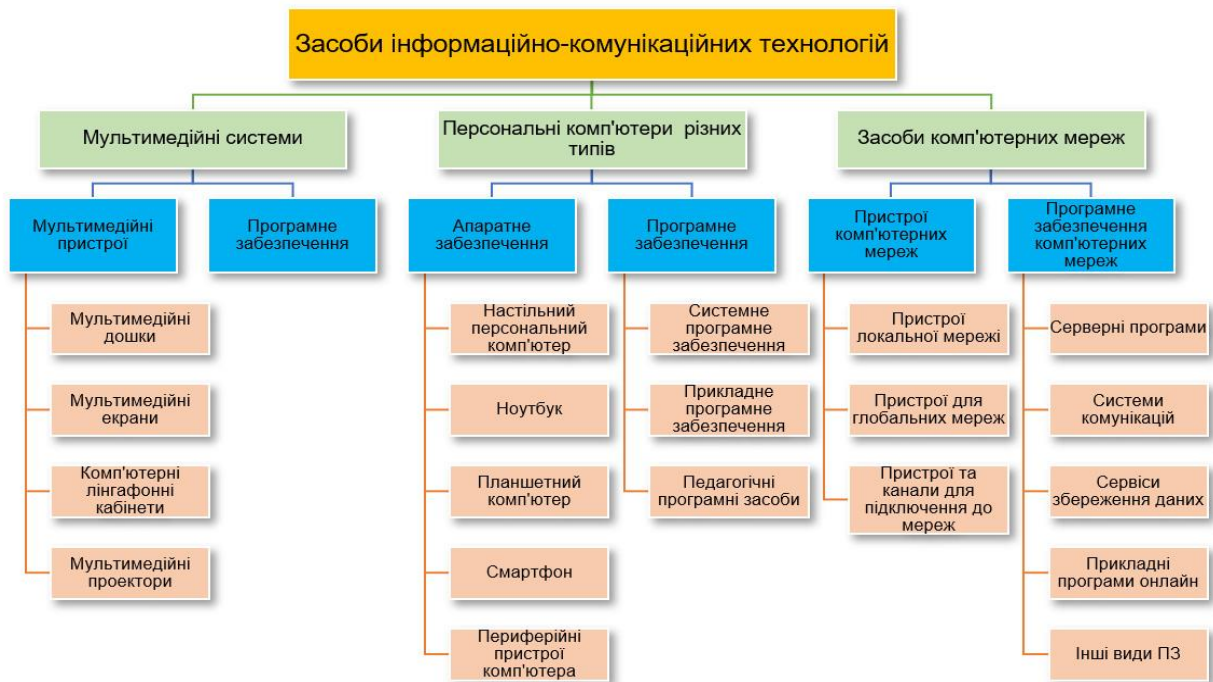 Засоби інформаційно-комунікаційних технологій
Мультимедійні системи
Персональні комп'ютери різних
типів
Засоби комп'ютерних мереж
Мультимедійні
пристрої
Програмне
забезпечення
Апаратне
забезпечення
Програмне
забезпечення
Пристрої
комп'ютерних
мереж
Програмне
забезпечення
комп'ютерних
мереж
Мультимедійні
дошки
Мультимедійні
екрани
Комп'ютерні
лінгафонні
кабінети
Мультимедійні
проектори
Настільний
персональний
комп'ютер
Ноутбук
Планшетний
комп'ютер
Смартфон
Периферійні
пристрої
комп'ютера
Системне
програмне
забезпечення
Прикладне
програмне
забезпечення
Педагогічні
програмні засоби
Пристрої
локальної мережі
Пристрої для
глобальних мереж
Пристрої та
канали для
підключення до
мереж
Серверні програми
Системи
комунікацій
Сервіси
збереження даних
Прикладні
програми онлайн
Інші види ПЗ